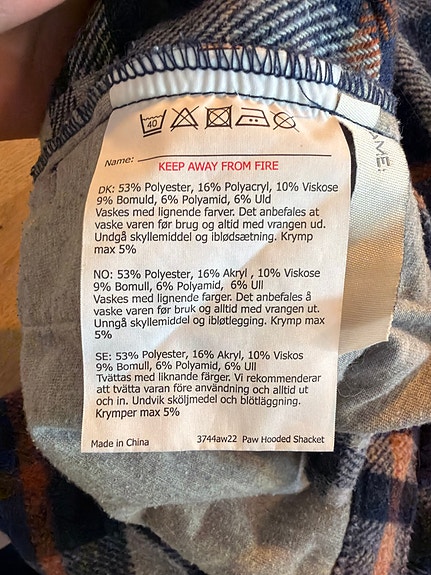 40
Name:
KEEP AWAY FROM FIRE
DK: 53% Polyester, 16% Polyacryl, 10% Viskose
9% Bomuld, 6% Polyamid, 6% Uld
Vaskes med lignende farver. Det anbefales at
vaske varen før brug og altid med vrangen ud.
Undgå skyllemiddel og iblødsætning. Krymp
max 5%
NO: 53% Polyester, 16% Akryl , 10% Viskose
9% Bomull, 6% Polyamid, 6% Ull
Vaskes med lignende farger. Det anbefales å
vaske varen før bruk og altid med vrangen ut.
Unngå skyllemiddel og ibløtlegging. Krymp max
5%
SE: 53% Polyester, 16% Akryl, 10% Viskos
9% Bomull, 6% Polyamid, 6% Ull
Tvättas med liknande färger. Vi rekommenderar
att tvätta varan före användning och alltid ut
och in. Undvik sköljmedel och blötläggning.
Krymper max 5%
Made in China 3744aw22 Paw Hooded Shacket
AME: